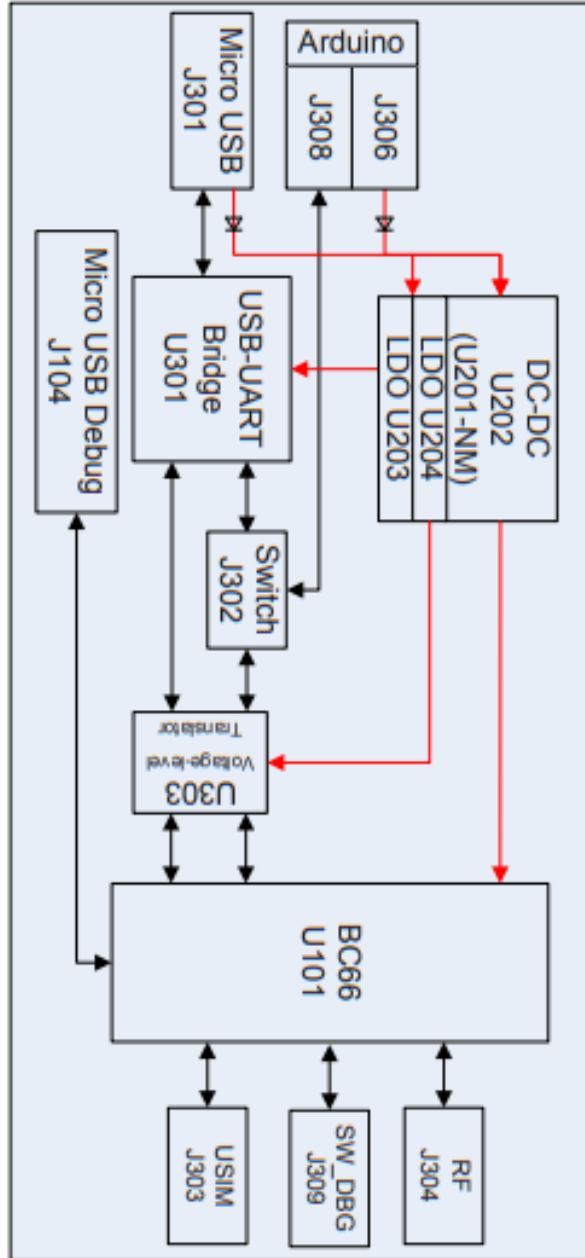 Arduino
J306
J308
Micro USB
J301
DC-DC
U202
(U201-NM)
LDO U204
LDO U203
USB-UART
Bridge
U301
Micro USB Debug
J104
Switch
J302
U303
Voltage-level
Translator
BC66
U101
RF
J304
SW_DBG
J309
USIM
J303